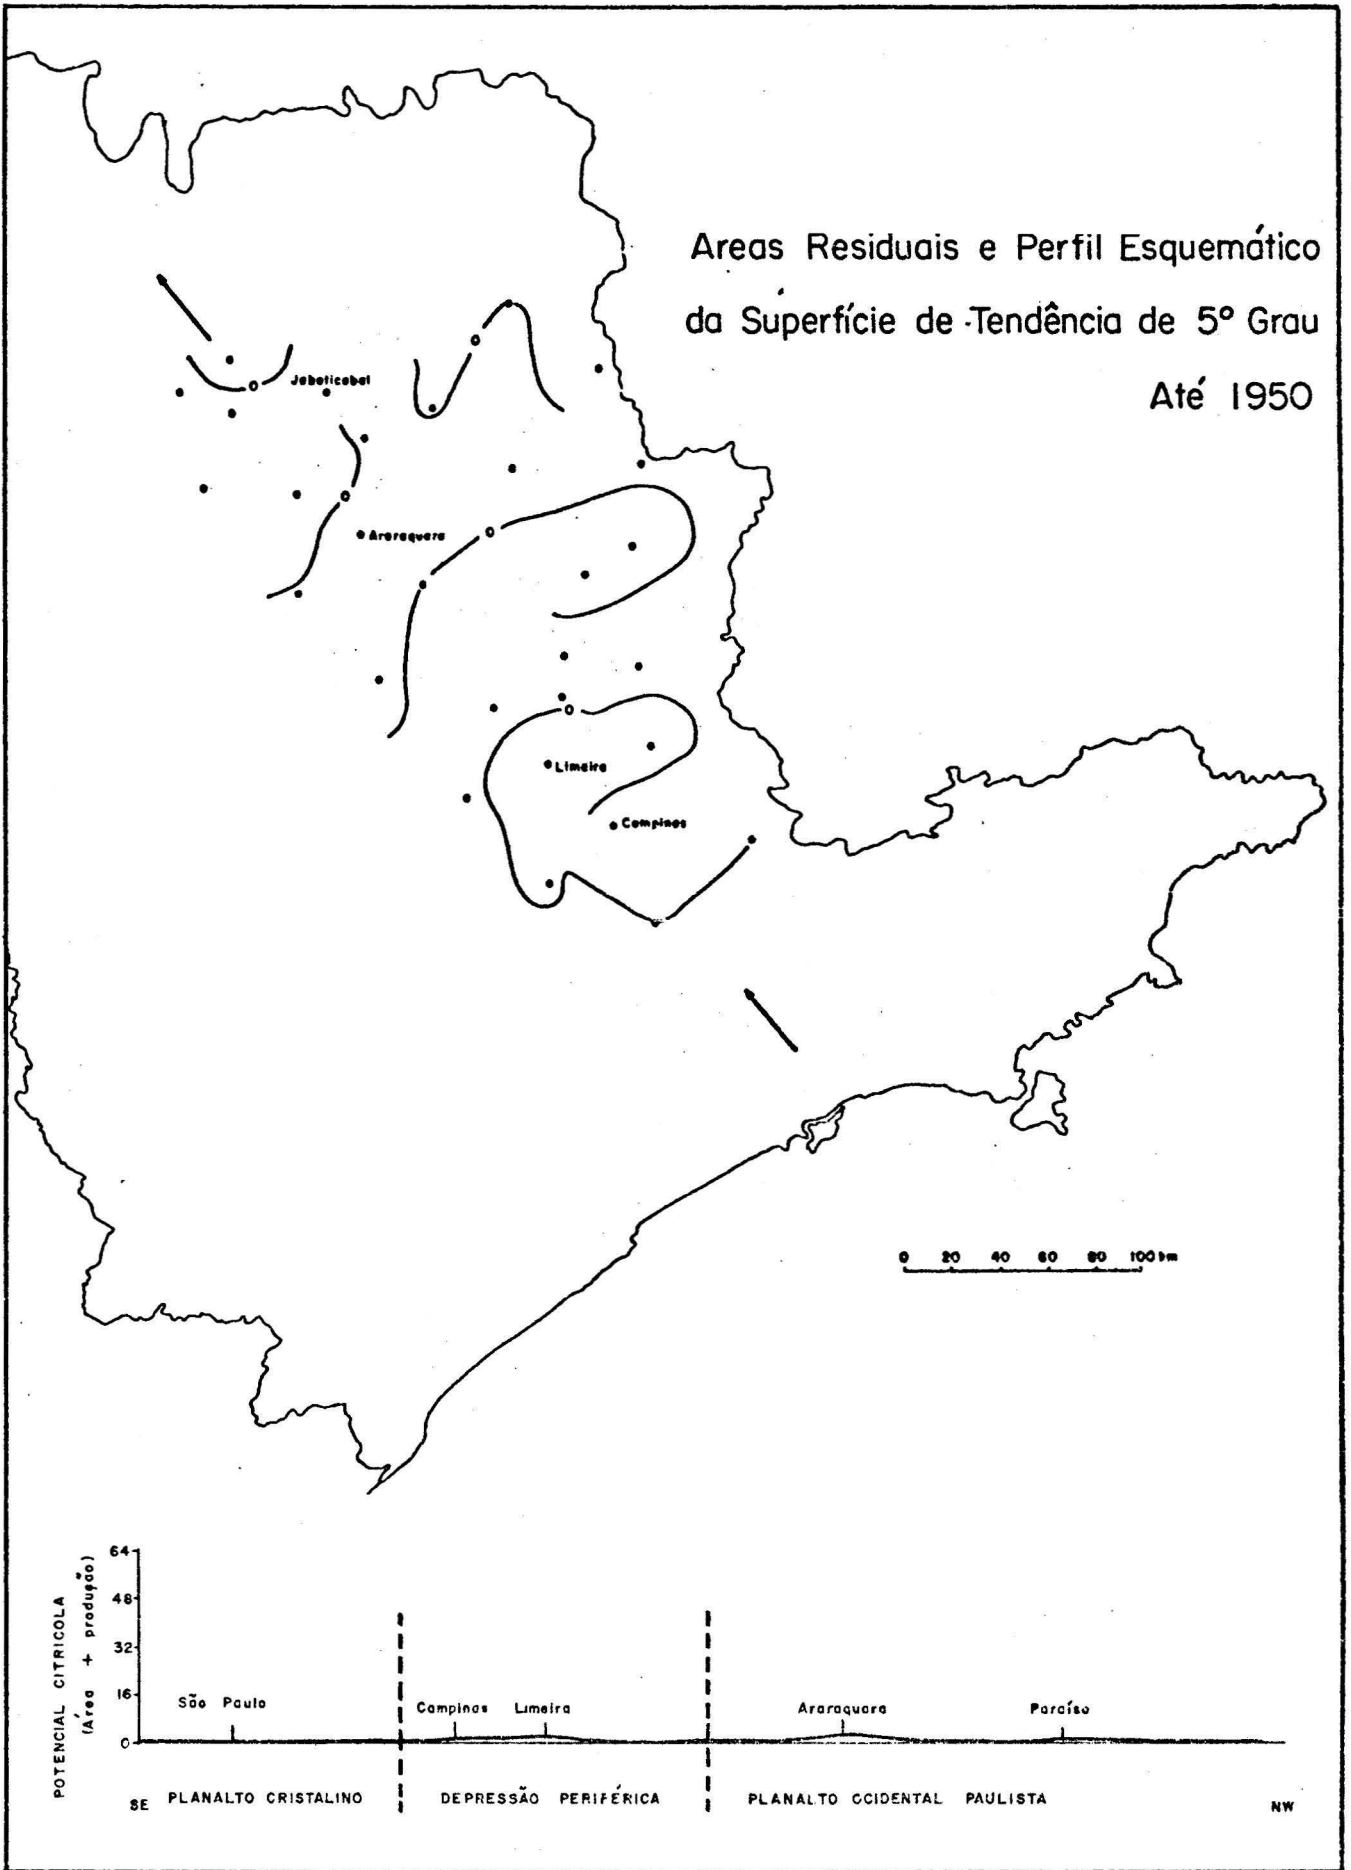 Areas Residuais e Perfil Esquemático
da Superfície de Tendência de 5º Grau
Até 1950
Jaboticabal
Araraquara
Limeira
Campinas
0 20 40 60 80 100 km
POTENCIAL CITRICOLA
(Área + produção)
64
48
32
16
0
São Paulo
Campinas Limeira
Araraquara
Paraíso
SE PLANALTO CRISTALINO
DEPRESSÃO PERIFÉRICA
PLANALTO OCIDENTAL PAULISTA
NW